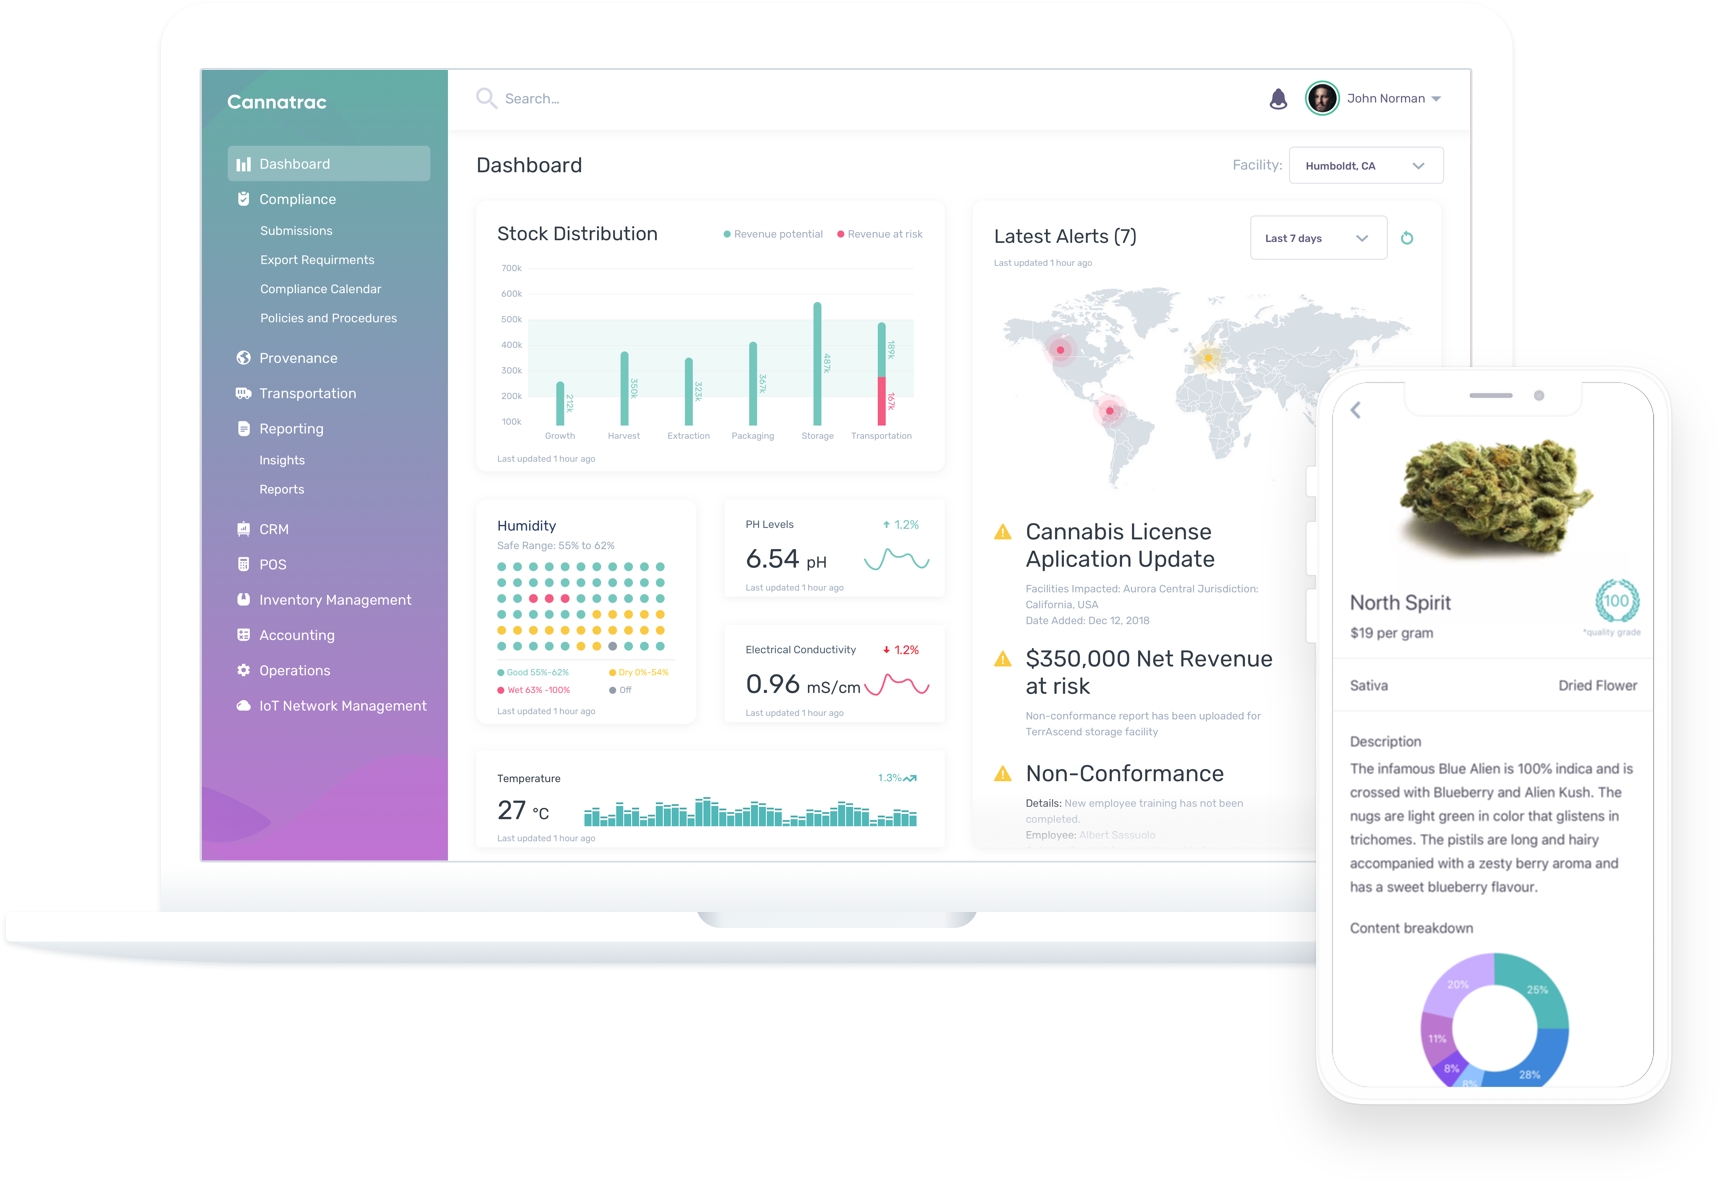 Cannatrac
Dashboard
Compliance
Submissions
Export Requirments
Compliance Calendar
Policies and Procedures
Provenance
Transportation
Reporting
Insights
Reports
CRM
POS
Inventory Management
Accounting
Operations
IoT Network Management
Search...
John Norman
Dashboard
Facility:
Humboldt, CA
Stock Distribution
Revenue potential
Revenue at risk
700k
600k
500k
400k
300k
200k
100k
212k
350k
323k
367k
487k
189k
167k
Growth
Harvest
Extraction
Packaging
Storage
Transportation
Last updated 1 hour ago
Humidity
Safe Range: 55% to 62%
Good 55%-62%
Dry 0%-54%
Wet 63% -100%
Off
Last updated 1 hour ago
PH Levels
1.2%
6.54 pH
Last updated 1 hour ago
Electrical Conductivity
1.2%
0.96 mS/cm
Last updated 1 hour ago
Temperature
1.3%
27 °C
Last updated 1 hour ago
Latest Alerts (7)
Last 7 days
Last updated 1 hour ago
Cannabis License
Aplication Update
Facilities Impacted: Aurora Central Jurisdiction:
California, USA
Date Added: Dec 12, 2018
$350,000 Net Revenue
at risk
Non-conformance report has been uploaded for
TerrAscend storage facility
Non-Conformance
Details: New employee training has not been
completed.
Employee: Albert Sassuolo
North Spirit
$19 per gram
100
*quality grade
Sativa
Dried Flower
Description
The infamous Blue Alien is 100% indica and is
crossed with Blueberry and Alien Kush. The
nugs are light green in color that glistens in
trichomes. The pistils are long and hairy
accompanied with a zesty berry aroma and
has a sweet blueberry flavour.
Content breakdown
20%
25%
11%
8%
8%
28%